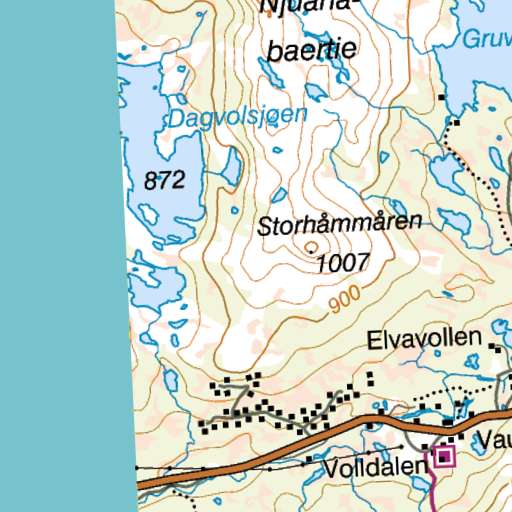 Njuana-
baertie
Gruv
Dagvolsjøen
872
Storhåmmåren
1007
900
Elvavollen
Vau
Volldalen